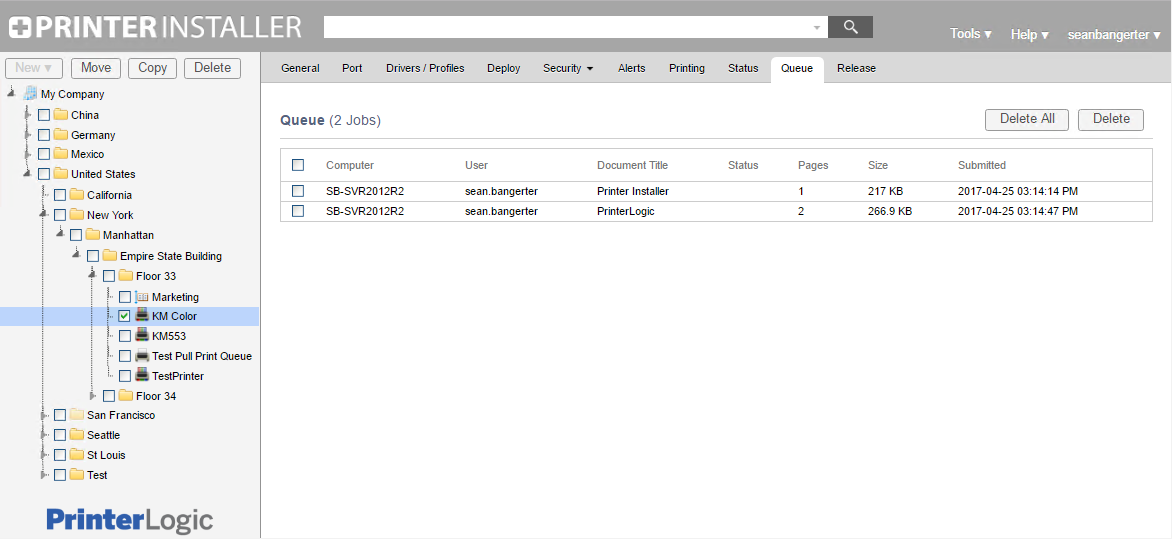 PRINTER INSTALLER
Tools ▾ Help ▾ seanbangerter ▾
New ▾ Move Copy Delete
General Port Drivers / Profiles Deploy Security ▾ Alerts Printing Status Queue Release
My Company
China
Germany
Mexico
United States
California
New York
Manhattan
Empire State Building
Floor 33
Marketing
KM Color
KM553
Test Pull Print Queue
TestPrinter
Floor 34
San Francisco
Seattle
St Louis
Test
PrinterLogic
Queue (2 Jobs) Delete All Delete
Computer User Document Title Status Pages Size Submitted
SB-SVR2012R2 sean.bangerter Printer Installer 1 217 KB 2017-04-25 03:14:14 PM
SB-SVR2012R2 sean.bangerter PrinterLogic 2 266.9 KB 2017-04-25 03:14:47 PM